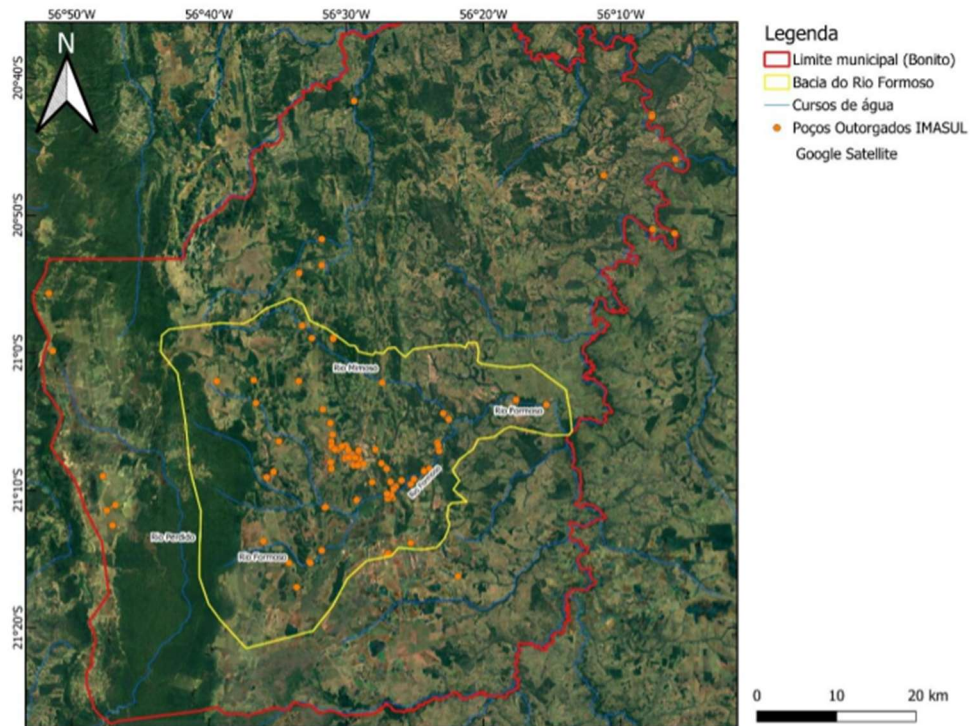 56°50'W 56°40'W 56°30'W 56°20'W 56°10'W
N
20°40'S
20°50'S
21°0'S
21°10'S
21°20'S
Rio Mimoso
Rio Formoso
Rio Formoso
Rio Perdido
Rio Formoso
Legenda
Limite municipal (Bonito)
Bacia do Rio Formoso
Cursos de água
Poços Outorgados IMASUL
Google Satellite
0 10 20 km